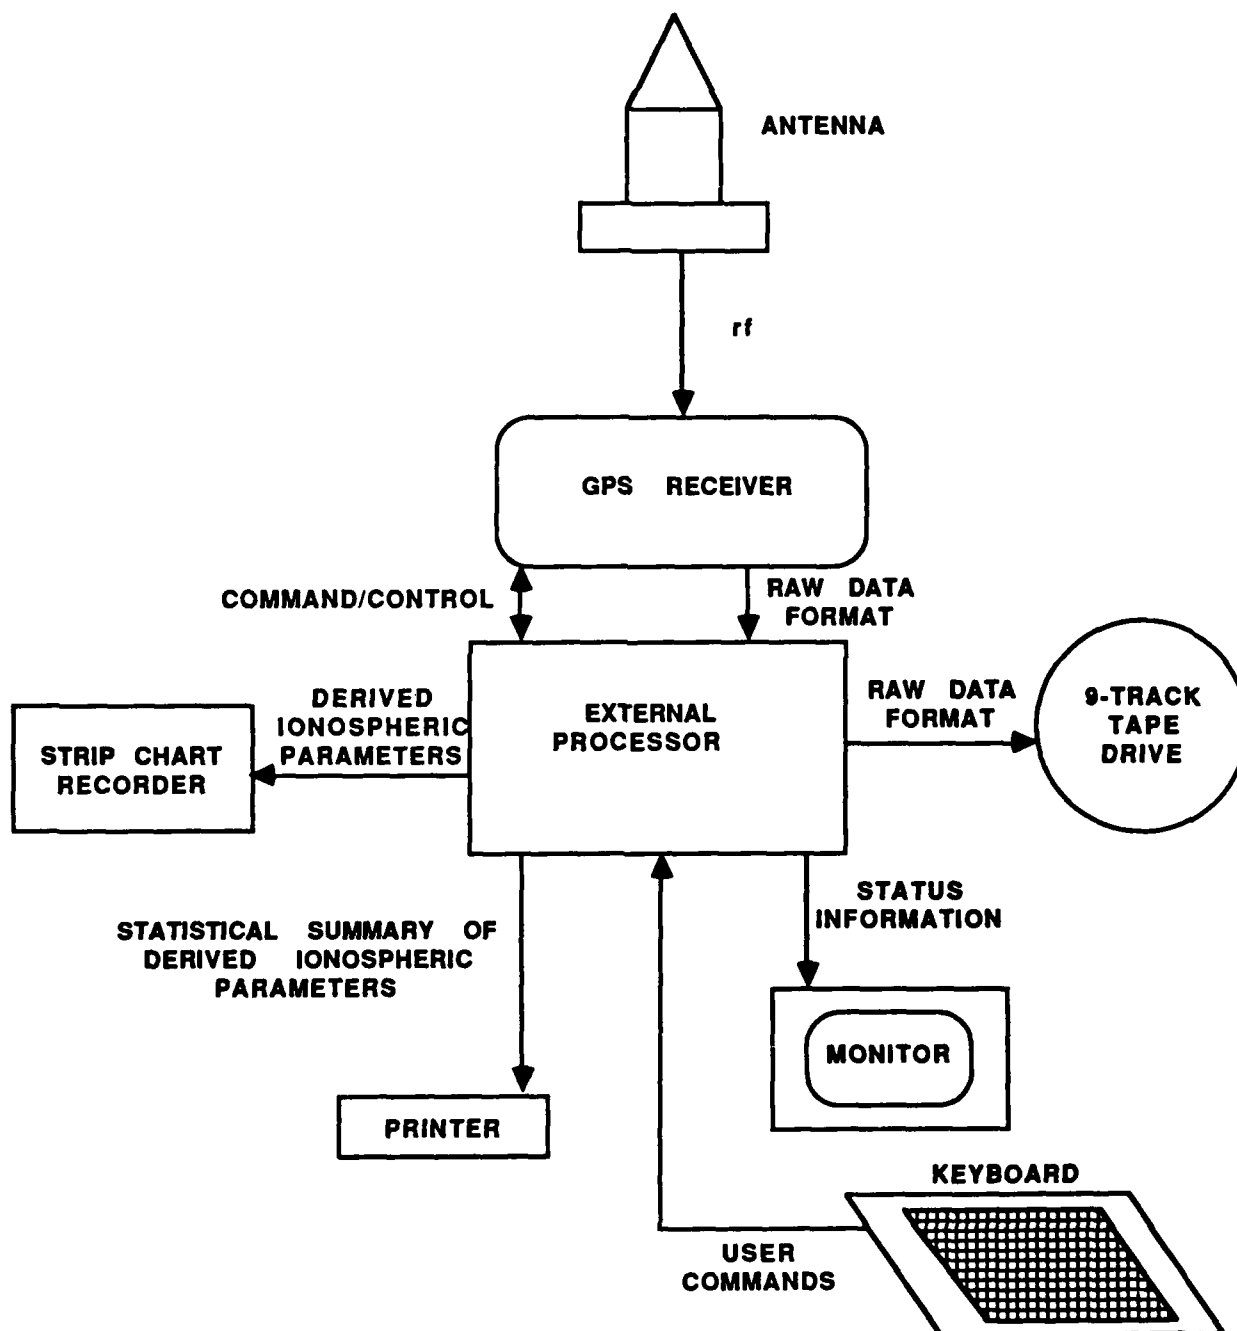 ANTENNA
rf
GPS RECEIVER
COMMAND/CONTROL
RAW DATA
FORMAT
DERIVED
IONOSPHERIC
PARAMETERS
STRIP CHART
RECORDER
EXTERNAL
PROCESSOR
RAW DATA
FORMAT
9-TRACK
TAPE
DRIVE
STATISTICAL SUMMARY OF
DERIVED IONOSPHERIC
PARAMETERS
STATUS
INFORMATION
MONITOR
PRINTER
KEYBOARD
USER
COMMANDS